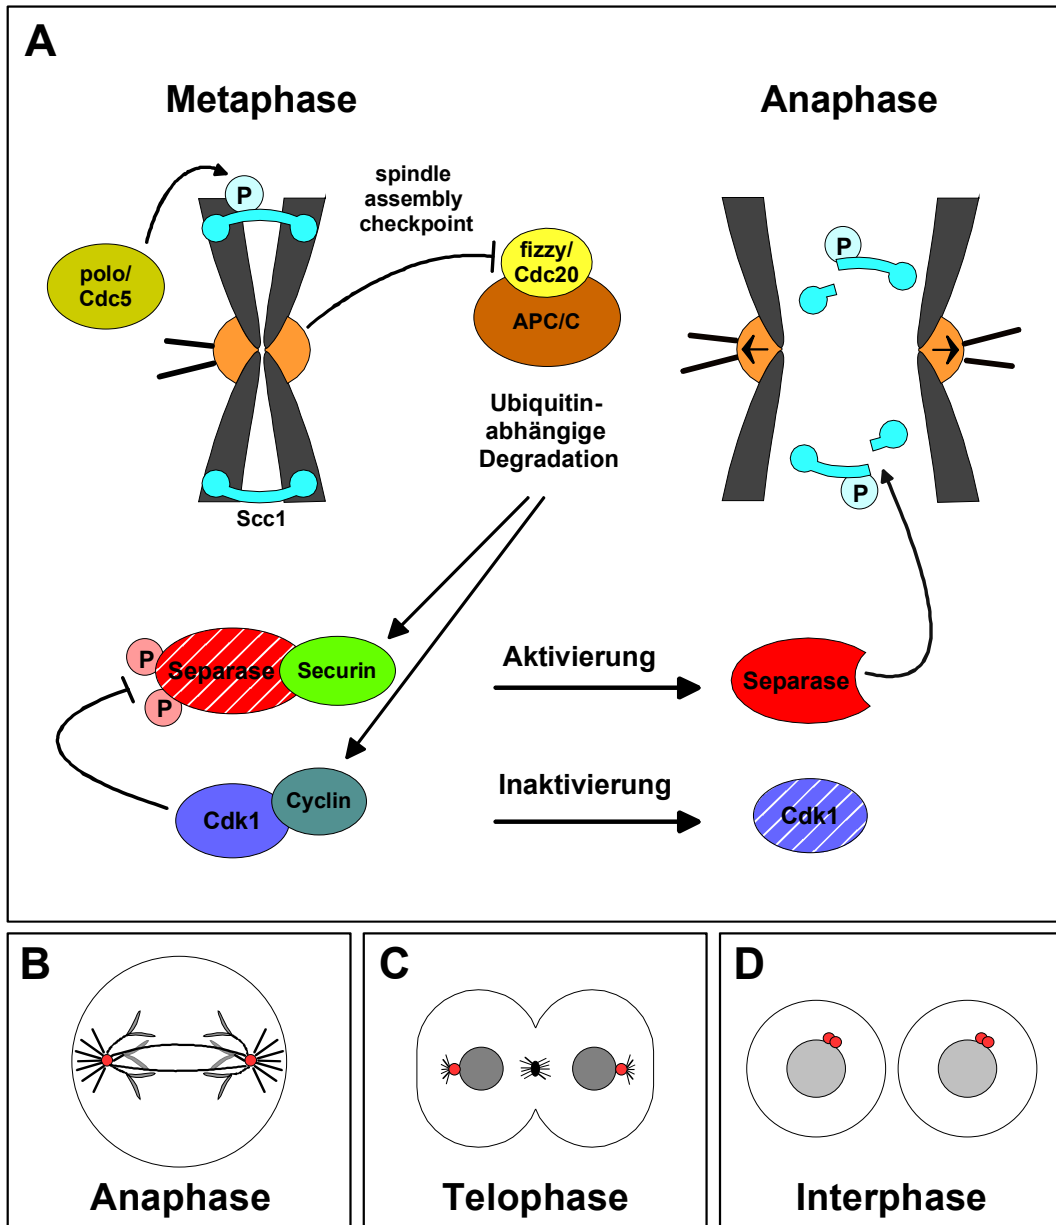 A
Metaphase
Anaphase
spindle
assembly
checkpoint
P
polo/
Cdc5
fizzy/
Cdc20
APC/C
P
Ubiquitin-
abhängige
Degradation
Scc1
P
P
Separase
Securin
P
Aktivierung
Separase
Cdk1
Cyclin
Inaktivierung
Cdk1
B
Anaphase
C
Telophase
D
Interphase